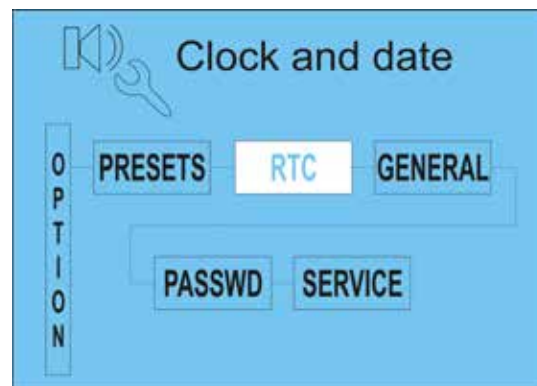 Clock and date
OPTION
PRESETS RTC GENERAL
PASSWD SERVICE